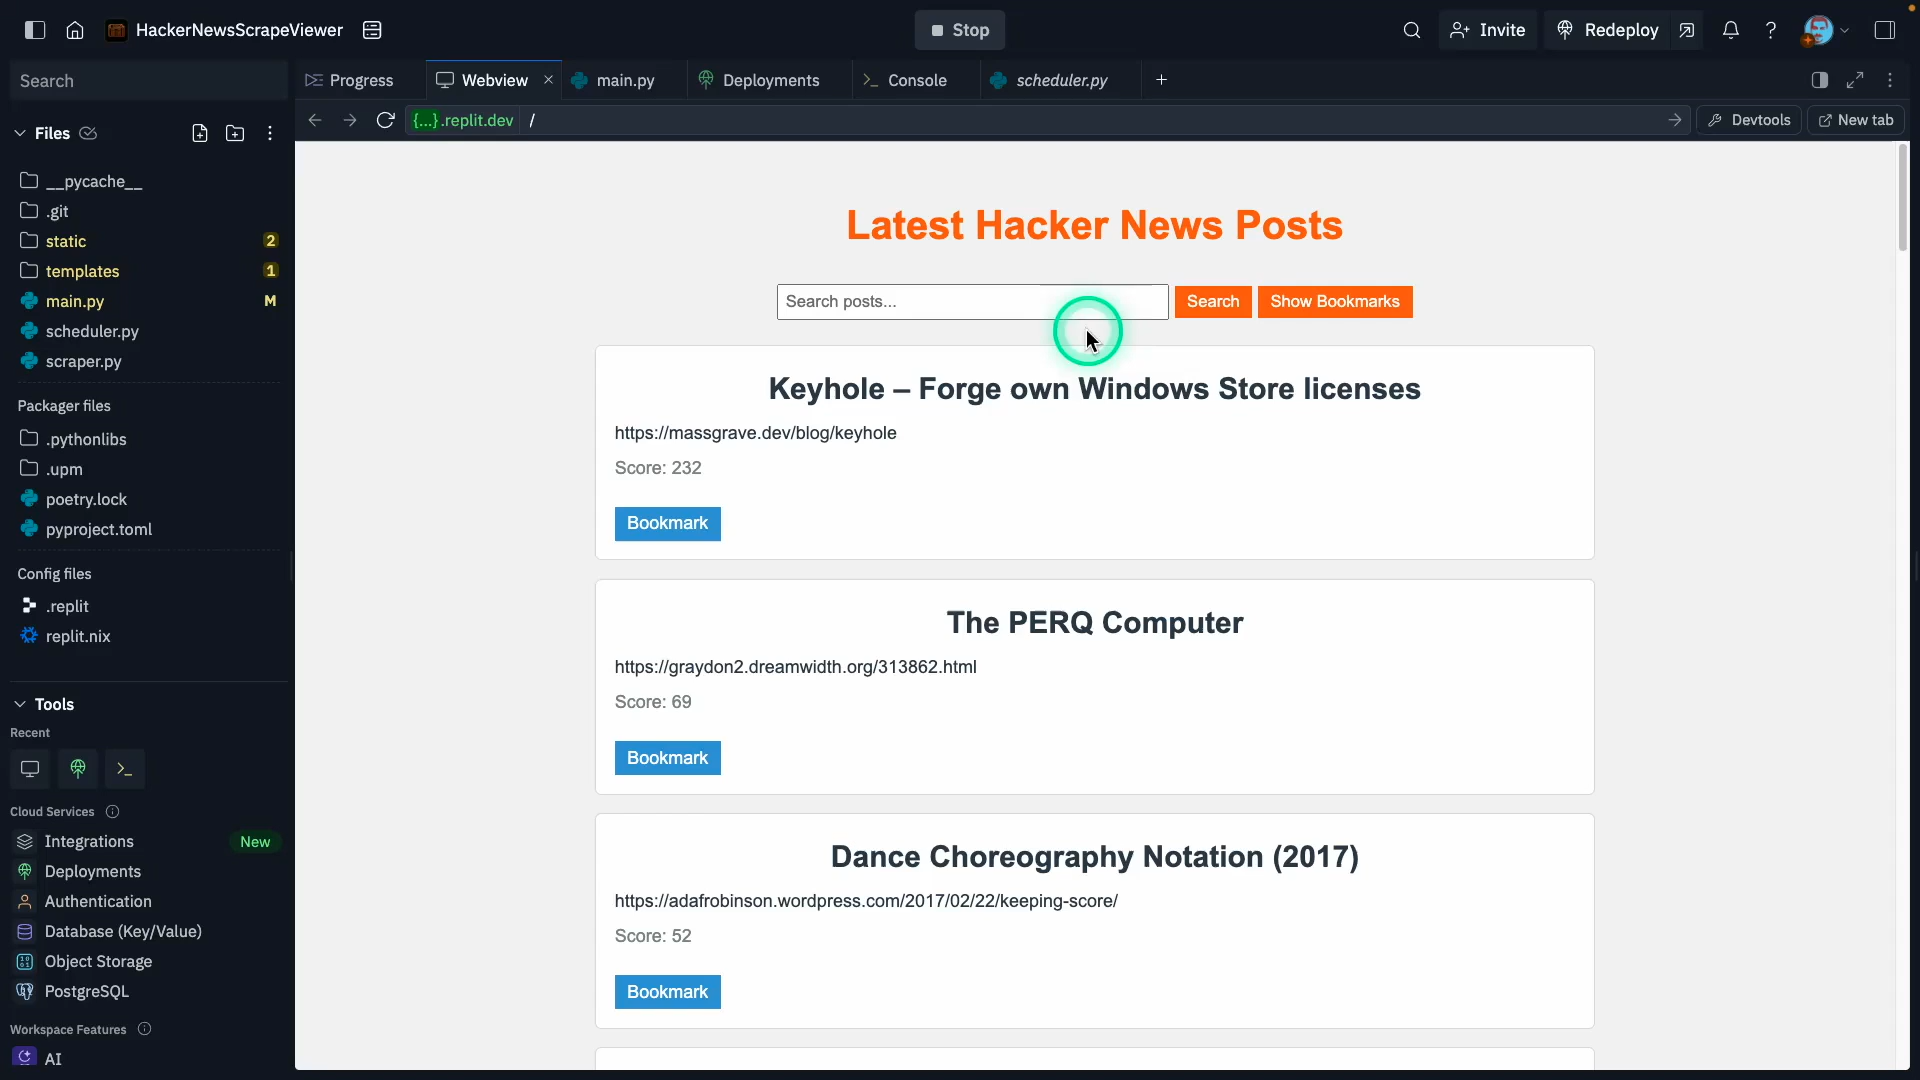 HackerNewsScrapeViewer
Stop
Invite
Redeploy
?
Search
Progress
Webview
main.py
Deployments
Console
scheduler.py
{...}.replit.dev /
Devtools
New tab
Files
__pycache__
.git
static 2
templates 1
main.py M
scheduler.py
scraper.py
Packager files
.pythonlibs
.upm
poetry.lock
pyproject.toml
Config files
.replit
replit.nix
Tools
Recent
Cloud Services
Integrations New
Deployments
Authentication
Database (Key/Value)
Object Storage
PostgreSQL
Workspace Features
AI
Latest Hacker News Posts
Search posts...
Search
Show Bookmarks
Keyhole – Forge own Windows Store licenses
https://massgrave.dev/blog/keyhole
Score: 232
Bookmark
The PERQ Computer
https://graydon2.dreamwidth.org/313862.html
Score: 69
Bookmark
Dance Choreography Notation (2017)
https://adafrobinson.wordpress.com/2017/02/22/keeping-score/
Score: 52
Bookmark